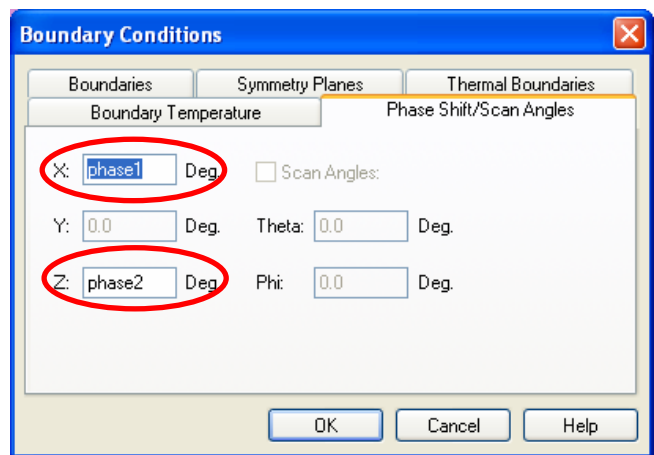 Boundary Conditions
Boundaries Symmetry Planes Thermal Boundaries
Boundary Temperature Phase Shift/Scan Angles
X: phase1 Deg. Scan Angles:
Y: 0.0 Deg. Theta: 0.0 Deg.
Z: phase2 Deg. Phi: 0.0 Deg.
OK Cancel Help